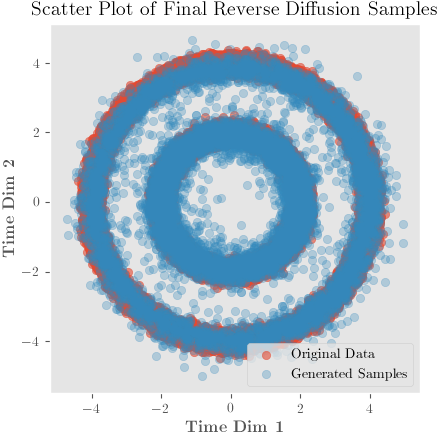 Scatter Plot of Final Reverse Diffusion Samples
4
2
0
−2
−4
Time Dim 2
Original Data
Generated Samples
−4 −2 0 2 4
Time Dim 1